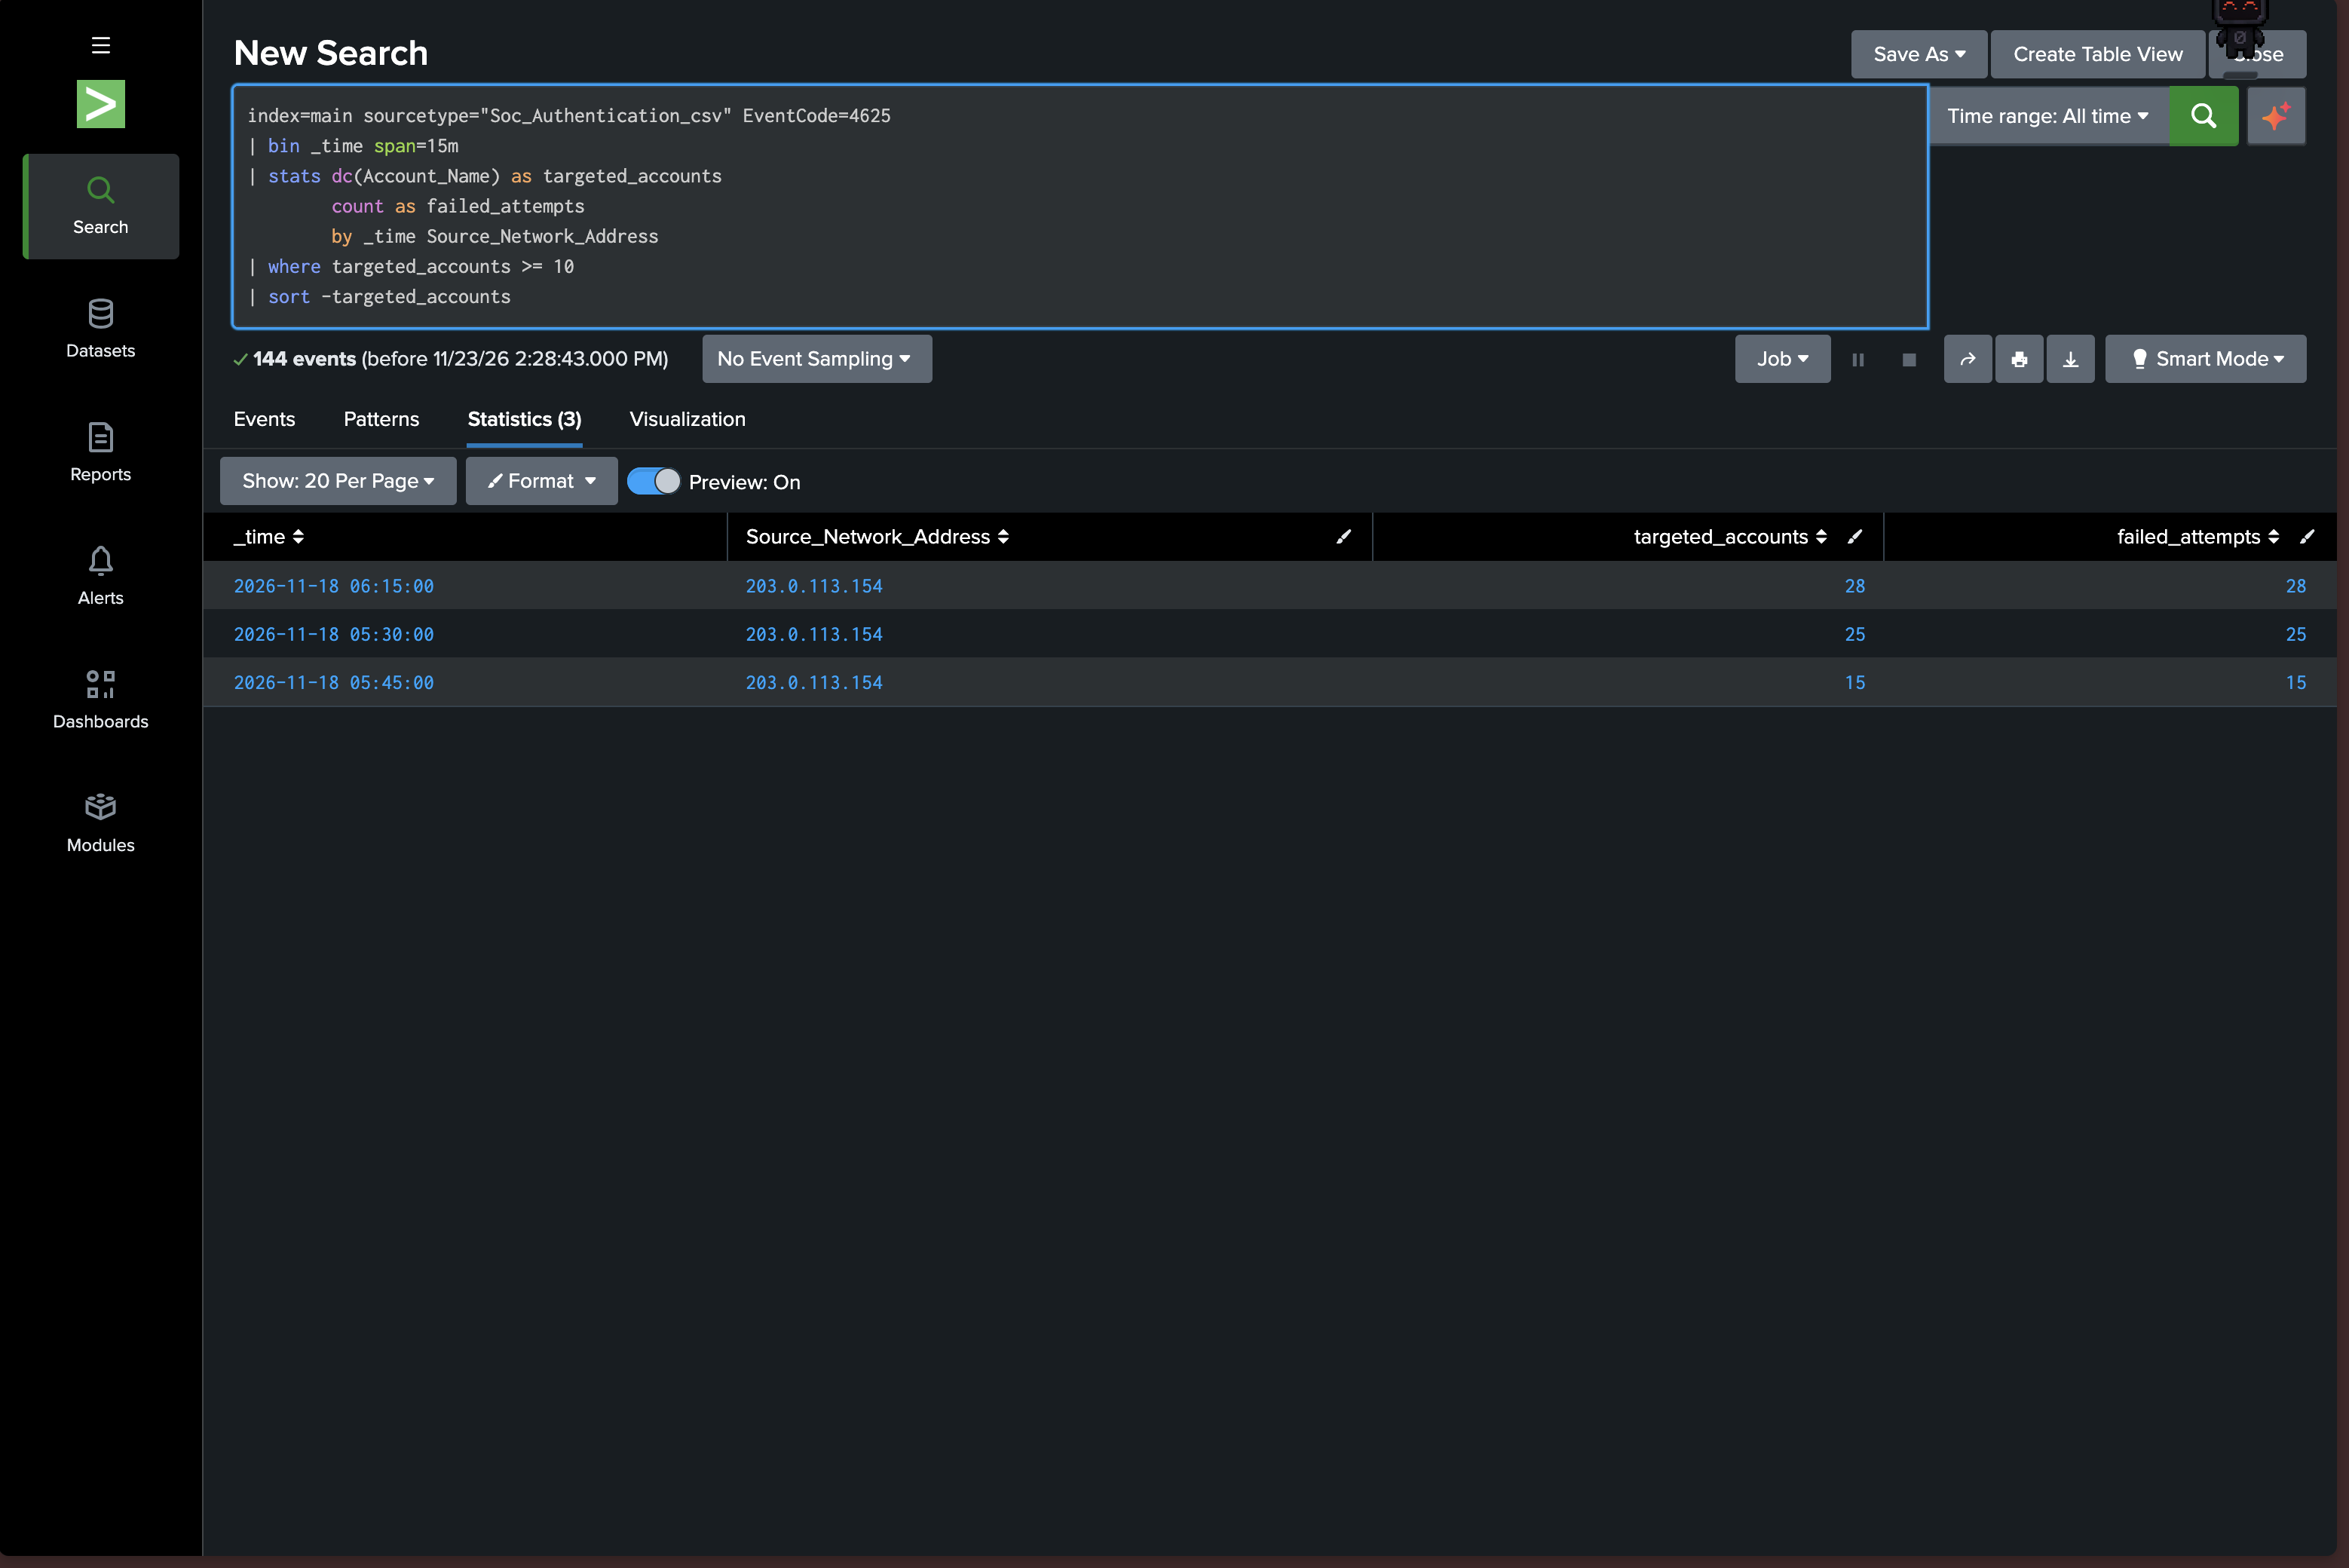 New Search
Save As
Create Table View
index=main sourcetype="Soc_Authentication_csv" EventCode=4625
| bin _time span=15m
| stats dc(Account_Name) as targeted_accounts
count as failed_attempts
by _time Source_Network_Address
| where targeted_accounts >= 10
| sort -targeted_accounts
Time range: All time
Search
Datasets
Reports
Alerts
Dashboards
Modules
144 events (before 11/23/26 2:28:43.000 PM)
No Event Sampling
Job
Smart Mode
Events
Patterns
Statistics (3)
Visualization
Show: 20 Per Page
Format
Preview: On
_time
Source_Network_Address
targeted_accounts
failed_attempts
2026-11-18 06:15:00
203.0.113.154
28
28
2026-11-18 05:30:00
203.0.113.154
25
25
2026-11-18 05:45:00
203.0.113.154
15
15